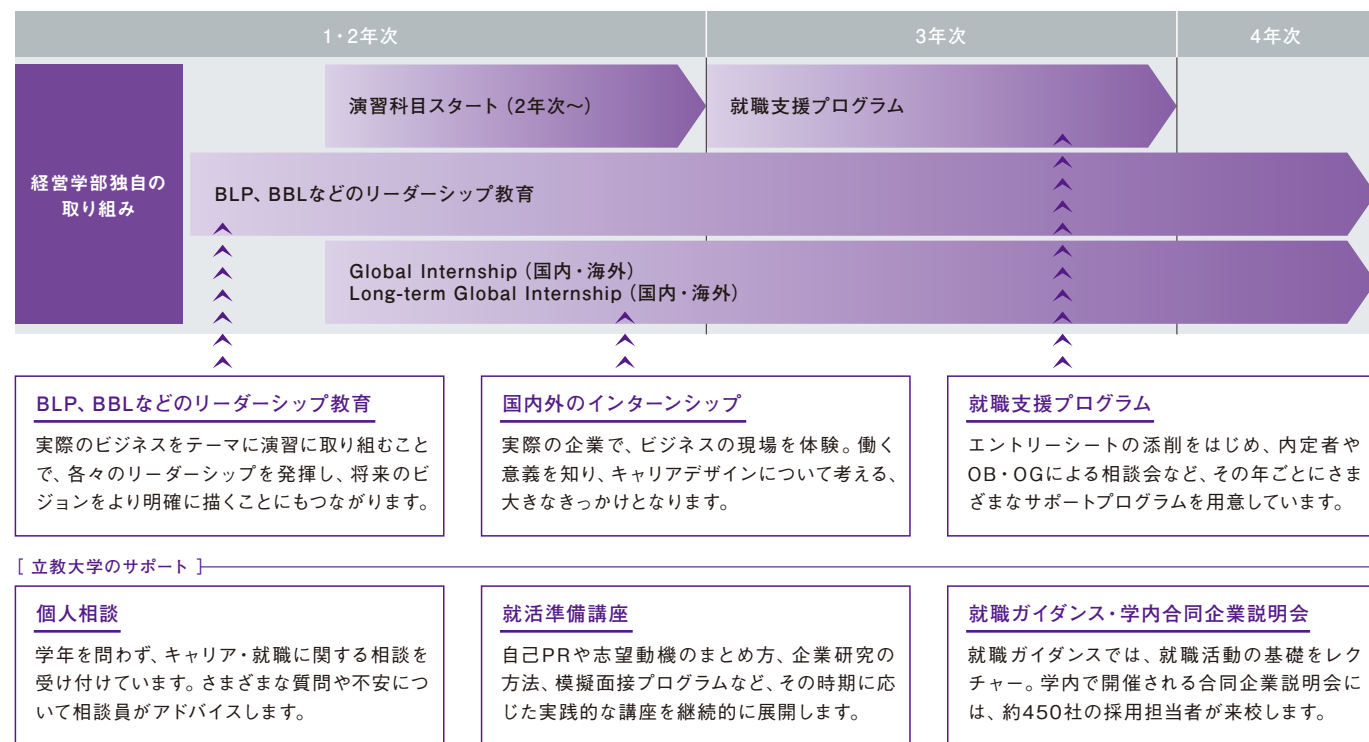 1・2年次
3年次
4年次
経営学部独自の
取り組み
演習科目スタート（2年次～）
就職支援プログラム
BLP、BBLなどのリーダーシップ教育
Global Internship（国内・海外）
Long-term Global Internship（国内・海外）
BLP、BBLなどのリーダーシップ教育
実際のビジネスをテーマに演習に取り組むこと
で、各々のリーダーシップを発揮し、将来のビ
ジョンをより明確に描くことにもつながります。
国内外のインターンシップ
実際の企業で、ビジネスの現場を体験。働く
意義を知り、キャリアデザインについて考える、
大きなきっかけとなります。
就職支援プログラム
エントリーシートの添削をはじめ、内定者や
OB・OGによる相談会など、その年ごとにさま
ざまなサポートプログラムを用意しています。
［ 立教大学のサポート ］
個人相談
学年を問わず、キャリア・就職に関する相談を
受け付けています。さまざまな質問や不安につ
いて相談員がアドバイスします。
就活準備講座
自己PRや志望動機のまとめ方、企業研究の
方法、模擬面接プログラムなど、その時期に応
じた実践的な講座を継続的に展開します。
就職ガイダンス・学内合同企業説明会
就職ガイダンスでは、就職活動の基礎をレク
チャー。学内で開催される合同企業説明会に
は、約450社の採用担当者が来校します。